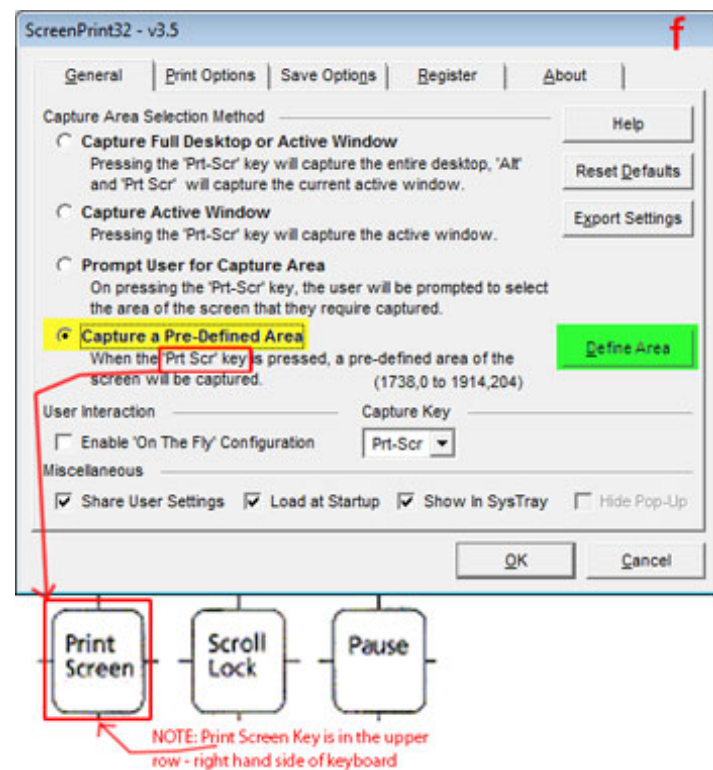 ScreenPrint32 - v3.5
f
General Print Options Save Options Register About
Capture Area Selection Method
Help
Capture Full Desktop or Active Window
Pressing the 'Prt-Scr' key will capture the entire desktop, 'Alt'
and 'Prt Scr' will capture the current active window.
Reset Defaults
Capture Active Window
Pressing the 'Prt-Scr' key will capture the active window.
Export Settings
Prompt User for Capture Area
On pressing the 'Prt-Scr' key, the user will be prompted to select
the area of the screen that they require captured.
Capture a Pre-Defined Area
When the 'Prt Scr' key is pressed, a pre-defined area of the
screen will be captured. (1738,0 to 1914,204)
Define Area
User Interaction Capture Key
Enable 'On The Fly' Configuration Prt-Scr
Miscellaneous
Share User Settings Load at Startup Show In SysTray Hide Pop-Up
OK Cancel
Print
Screen
Scroll
Lock
Pause
NOTE: Print Screen Key is in the upper
row - right hand side of keyboard